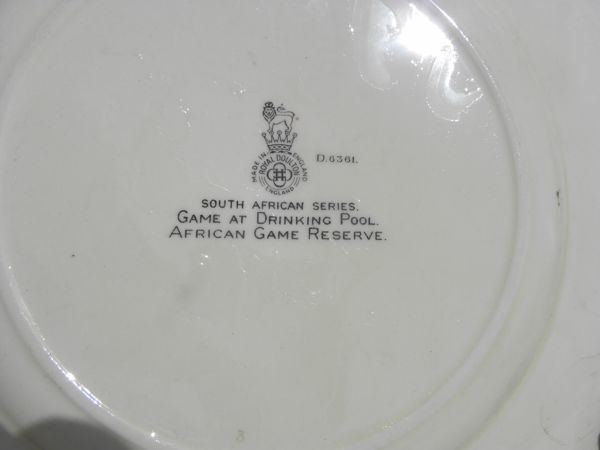 MADE IN ENGLAND
ROYAL DOULTON
ENGLAND
D.6361.
SOUTH AFRICAN SERIES.
GAME AT DRINKING POOL.
AFRICAN GAME RESERVE.